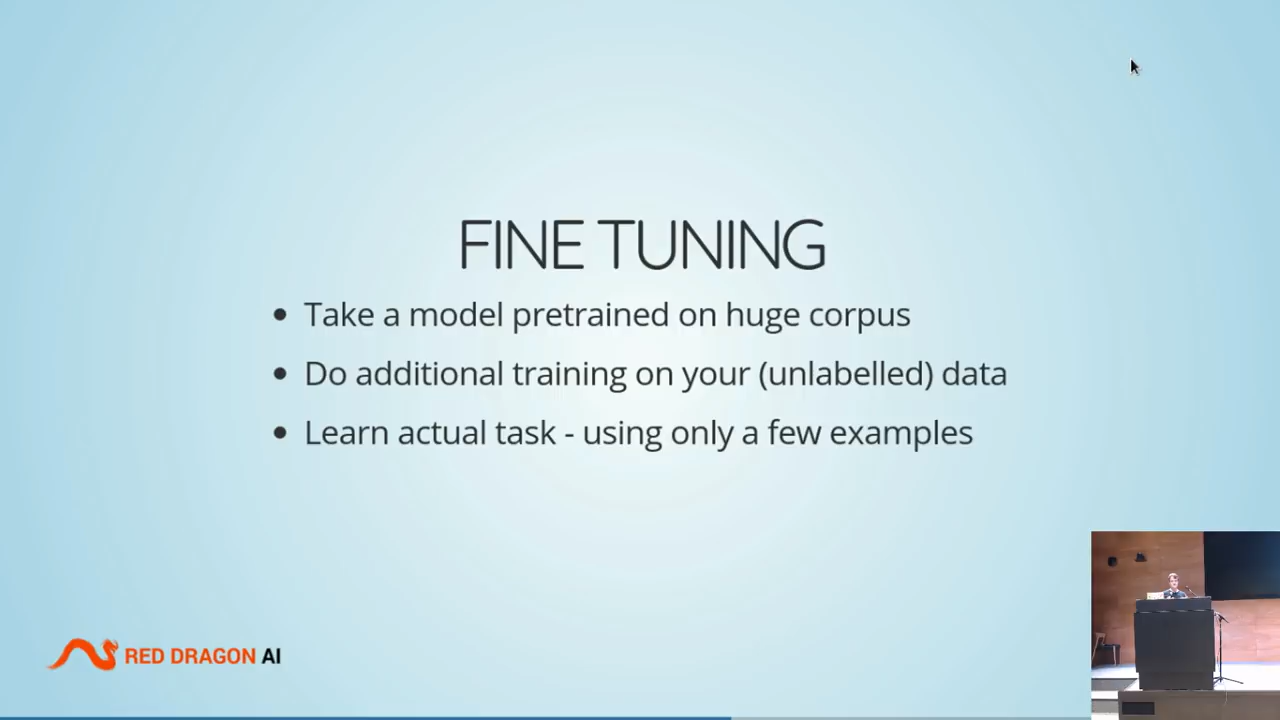 FINE TUNING
• Take a model pretrained on huge corpus
• Do additional training on your (unlabelled) data
• Learn actual task - using only a few examples
RED DRAGON AI